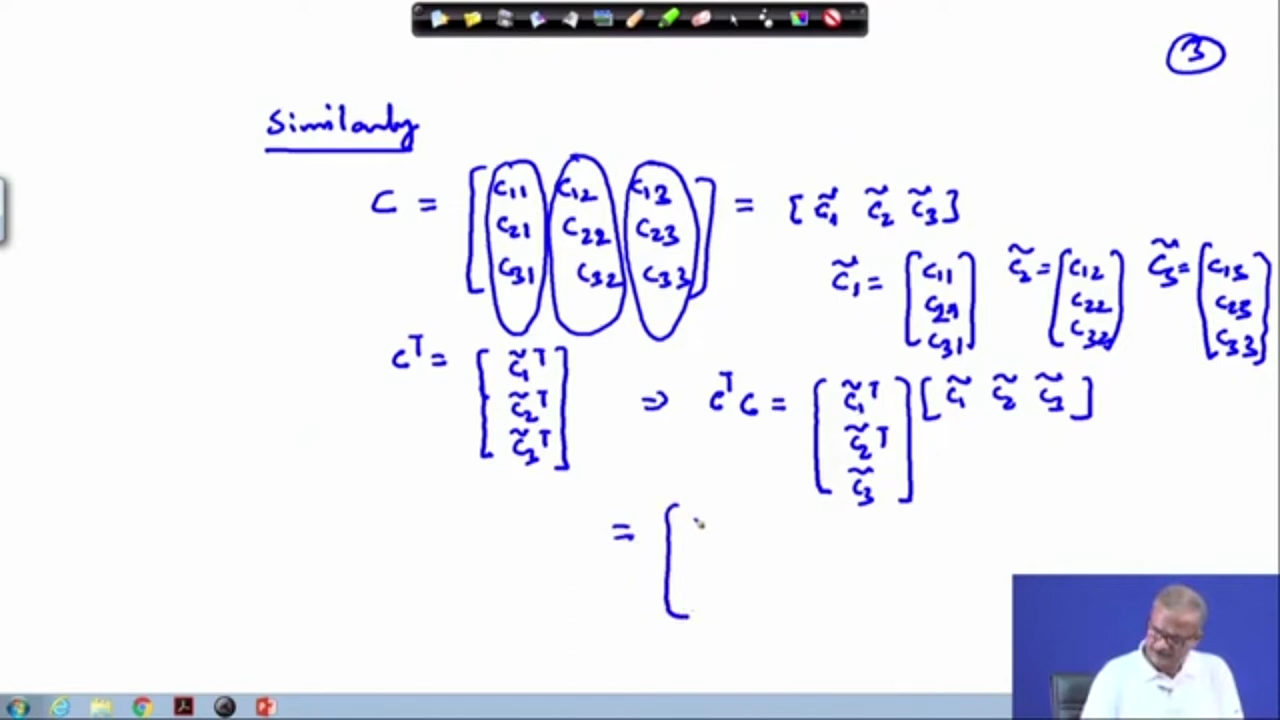 3
Similarly
C = [ c11 c12 c13 ] = [ c̃1 c̃2 c̃3 ]
c21 c22 c23
c31 c32 c33
c̃1 = [ c11 c21 c31 ] c̃2 = [ c12 c22 c32 ] c̃3 = [ c13 c23 c33 ]
C^T = [ c̃1^T c̃2^T c̃3^T ] ⇒ C^T C = [ c̃1^T c̃2^T c̃3 ] [ c̃1 c̃2 c̃3 ]
= [